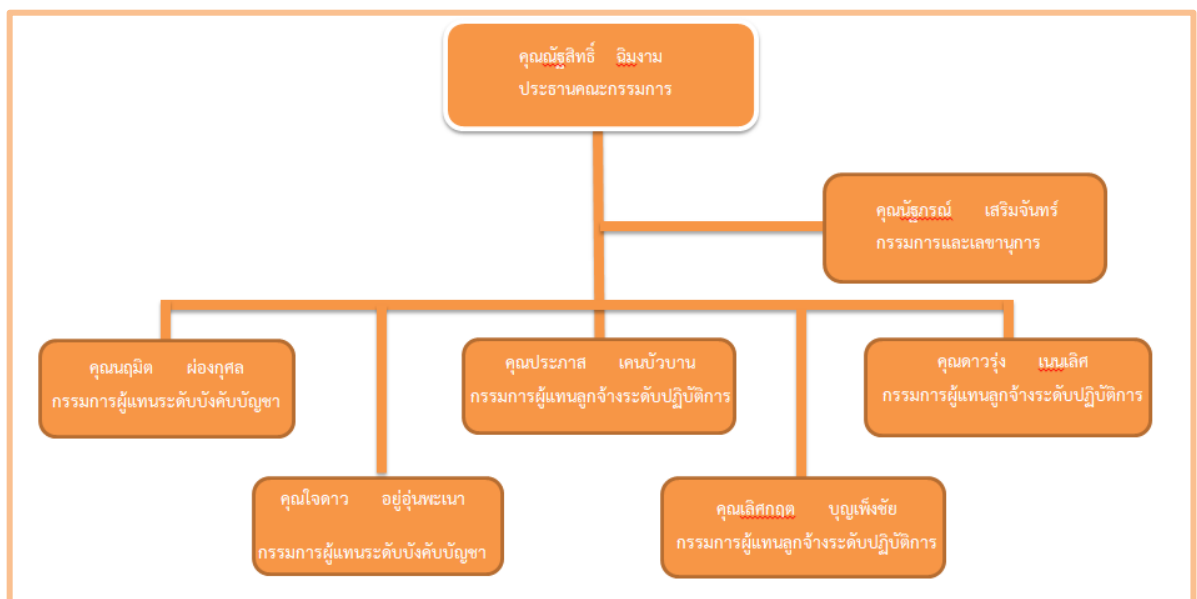 คุณณัฐสิทธิ์ ฉิมงาม
ประธานคณะกรรมการ
คุณนัฐกรณ์ เสริมจันทร์
กรรมการและเลขานุการ
คุณนฤมิต ผ่องกุศล
กรรมการผู้แทนระดับบังคับบัญชา
คุณประภาส เคนบัวบาน
กรรมการผู้แทนลูกจ้างระดับปฏิบัติการ
คุณดาวรุ่ง เนนเลิศ
กรรมการผู้แทนลูกจ้างระดับปฏิบัติการ
คุณใจดาว อยู่อุ่นพะเนา
กรรมการผู้แทนระดับบังคับบัญชา
คุณเลิศกฤต บุญเพ็งชัย
กรรมการผู้แทนลูกจ้างระดับปฏิบัติการ